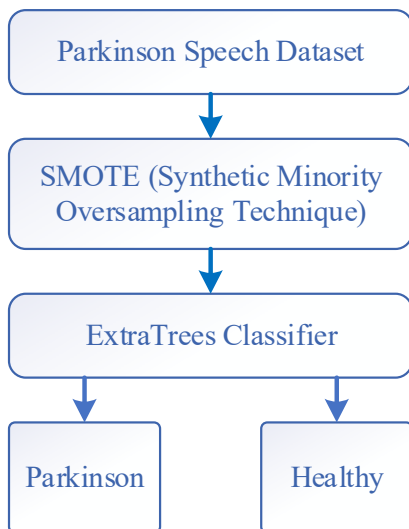 Parkinson Speech Dataset
SMOTE (Synthetic Minority
Oversampling Technique)
ExtraTrees Classifier
Parkinson
Healthy